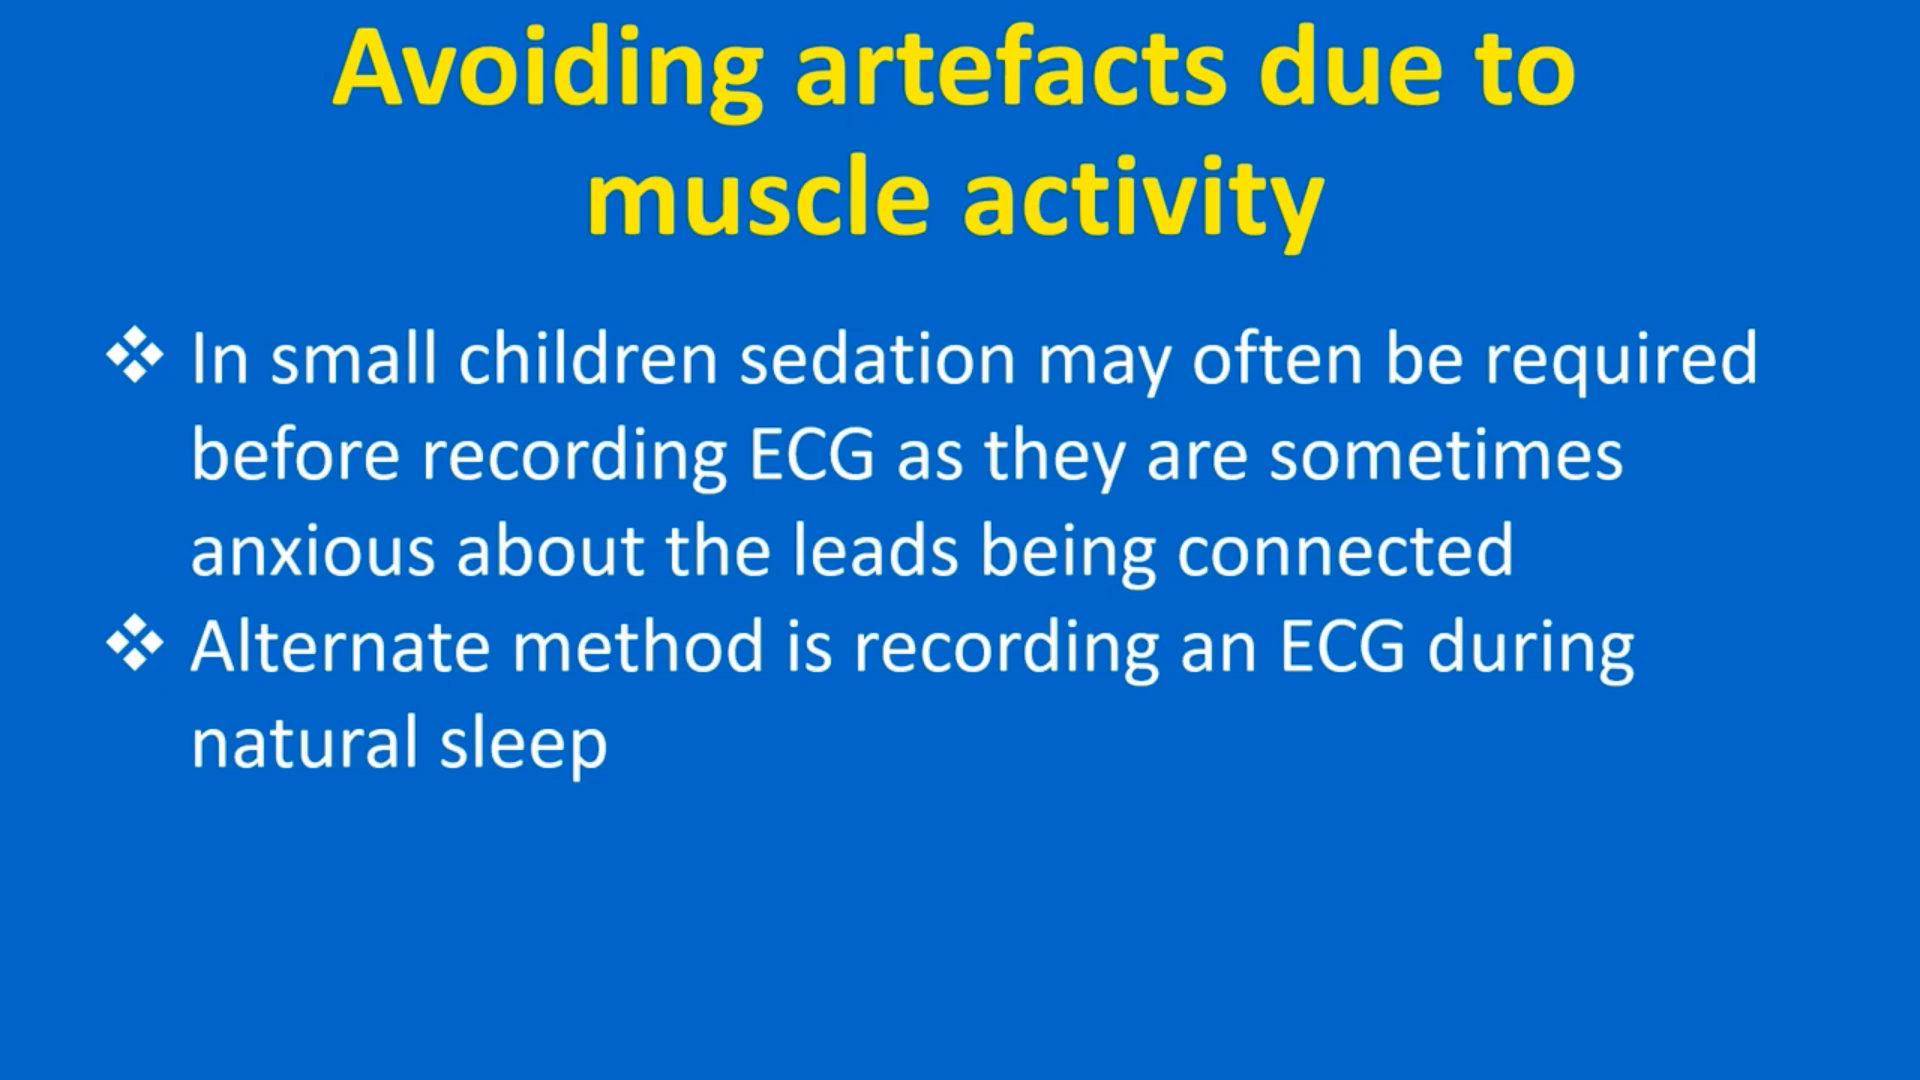 Avoiding artefacts due to
muscle activity
❖ In small children sedation may often be required
before recording ECG as they are sometimes
anxious about the leads being connected
❖ Alternate method is recording an ECG during
natural sleep